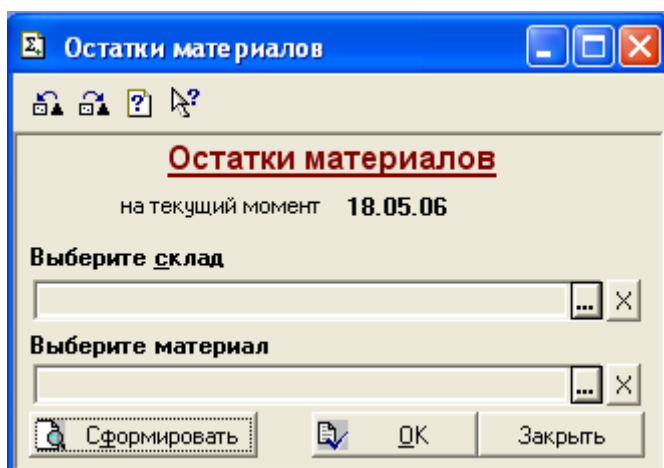 Остатки материалов
Остатки материалов
на текущий момент 18.05.06
Выберите склад
... X
Выберите материал
... X
Сформировать OK Закрыть